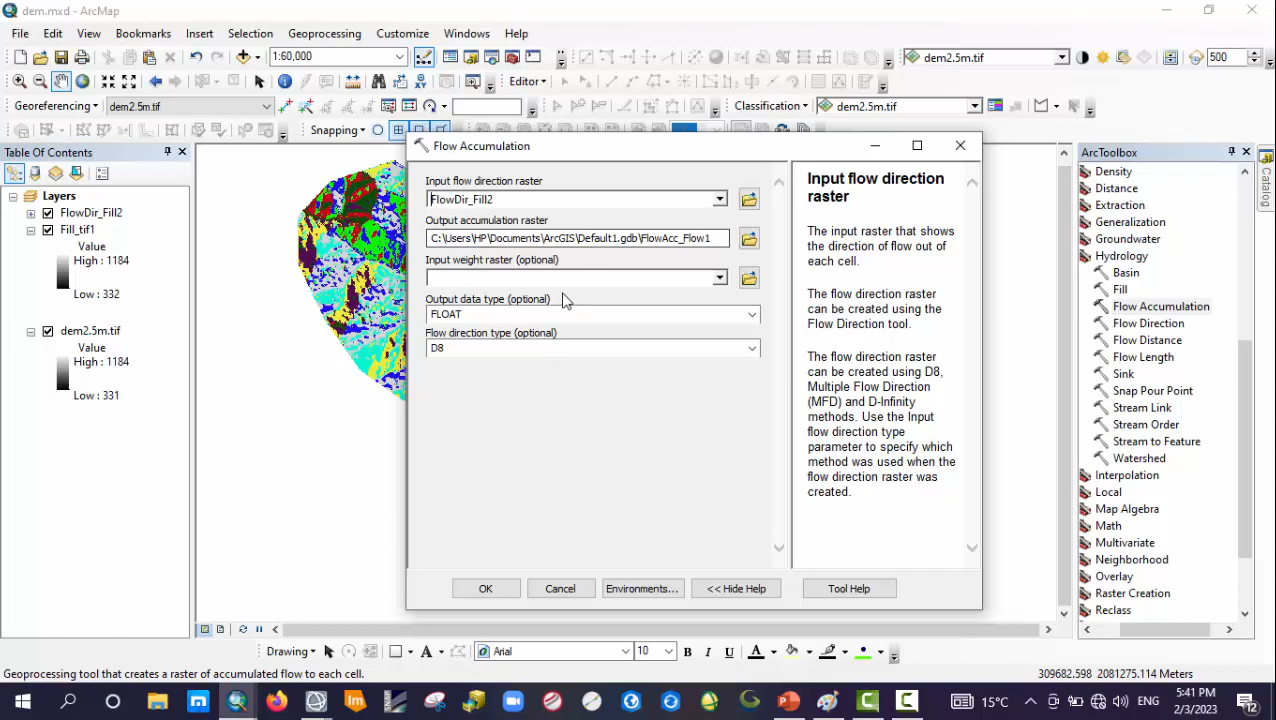 dem.mxd - ArcMap
File Edit View Bookmarks Insert Selection Geoprocessing Customize Windows Help
1:60,000
dem2.5m.tif
500
Editor
Georeferencing
dem2.5m.tif
Classification
dem2.5m.tif
Snapping
Table Of Contents
Layers
FlowDir_Fill2
Fill_tif1
Value
High : 1184
Low : 332
dem2.5m.tif
Value
High : 1184
Low : 331
Flow Accumulation
Input flow direction raster
FlowDir_Fill2
Output accumulation raster
C:\Users\HP\Documents\ArcGIS\Default1.gdb\FlowAcc_Flow1
Input weight raster (optional)
Output data type (optional)
FLOAT
Flow direction type (optional)
D8
OK
Cancel
Environments...
<< Hide Help
Tool Help
Input flow direction
raster
The input raster that shows
the direction of flow out of
each cell.
The flow direction raster
can be created using the
Flow Direction tool.
The flow direction raster
can be created using D8,
Multiple Flow Direction
(MFD) and D-Infinity
methods. Use the Input
flow direction type
parameter to specify which
method was used when the
flow direction raster was
created.
ArcToolbox
Density
Distance
Extraction
Generalization
Groundwater
Hydrology
Basin
Fill
Flow Accumulation
Flow Direction
Flow Distance
Flow Length
Sink
Snap Pour Point
Stream Link
Stream Order
Stream to Feature
Watershed
Interpolation
Local
Map Algebra
Math
Multivariate
Neighborhood
Overlay
Raster Creation
Reclass
Catalog
Drawing
Arial
10
B I U A A
Geoprocessing tool that creates a raster of accumulated flow to each cell.
309682.598 2081275.114 Meters
15°C
ENG
5:41 PM
2/3/2023
12